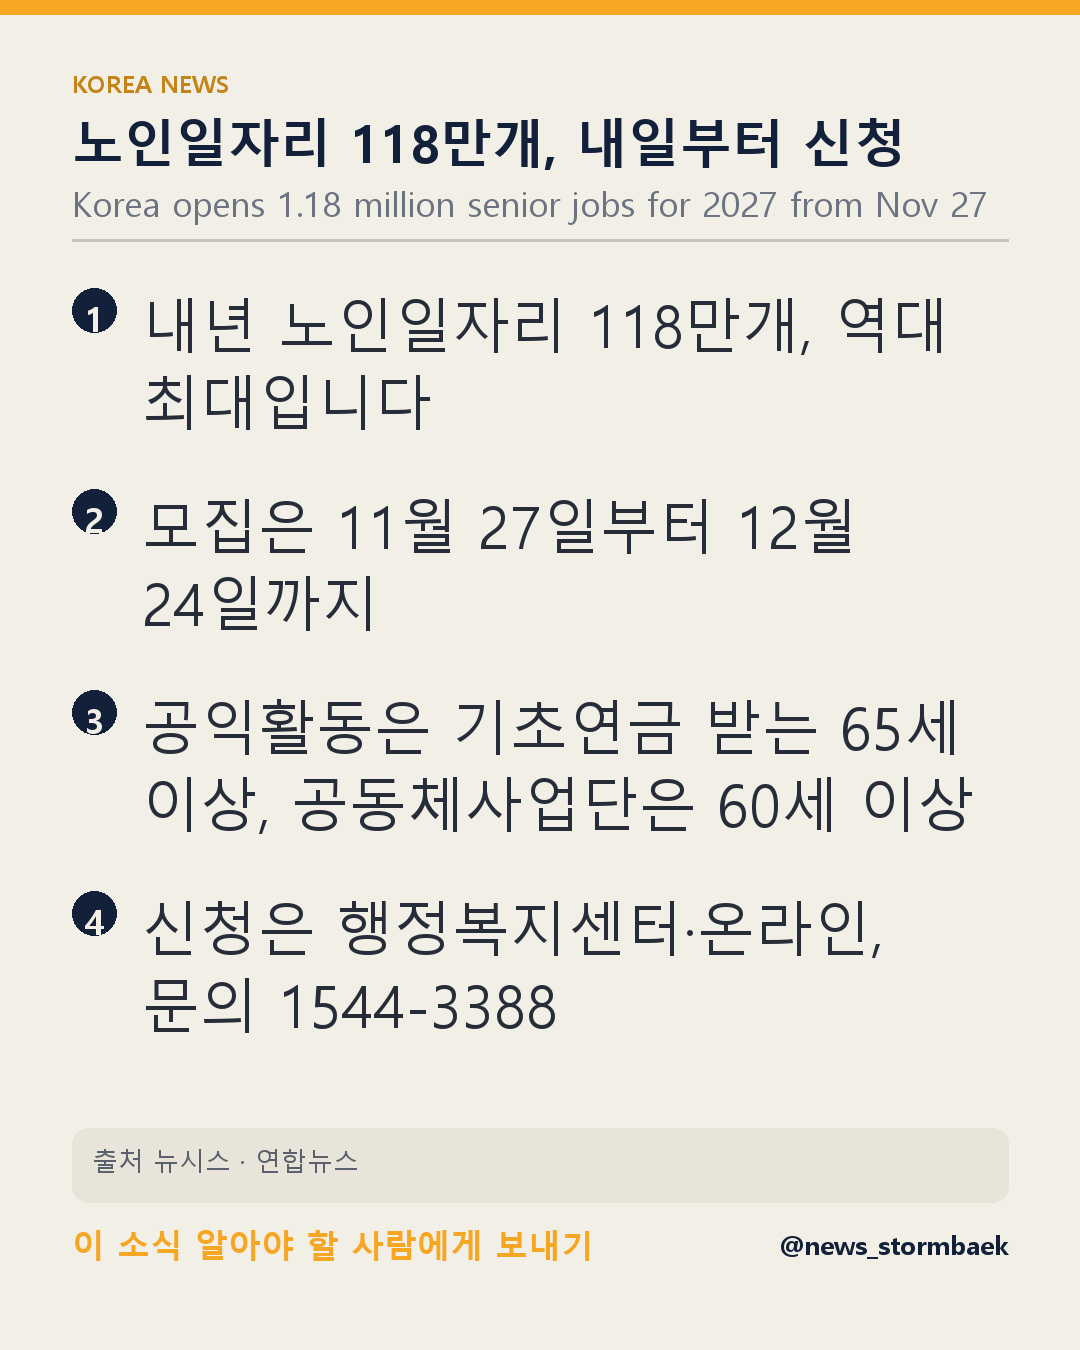 KOREA NEWS
노인일자리 118만개, 내일부터 신청
Korea opens 1.18 million senior jobs for 2027 from Nov 27
1 내년 노인일자리 118만개, 역대
최대입니다
2 모집은 11월 27일부터 12월
24일까지
3 공익활동은 기초연금 받는 65세
이상, 공동체사업단은 60세 이상
4 신청은 행정복지센터·온라인,
문의 1544-3388
출처 뉴시스 · 연합뉴스
이 소식 알아야 할 사람에게 보내기
@news_stormbaek